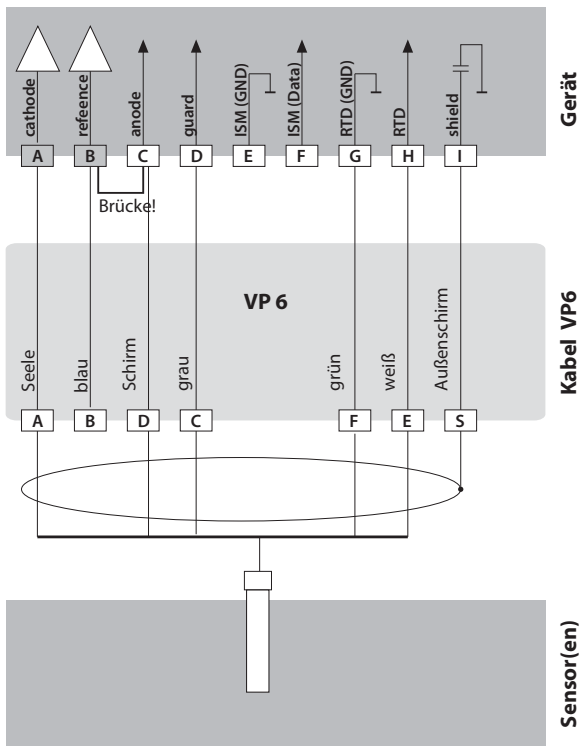 cathode
refeence
anode
guard
ISM (GND)
ISM (Data)
RTD (GND)
RTD
shield
Gerät
A B C D E F G H I
Brücke!
VP 6
Kabel VP6
Seele
blau
Schirm
grau
grün
weiß
Außenschirm
A B D C F E S
Sensor(en)